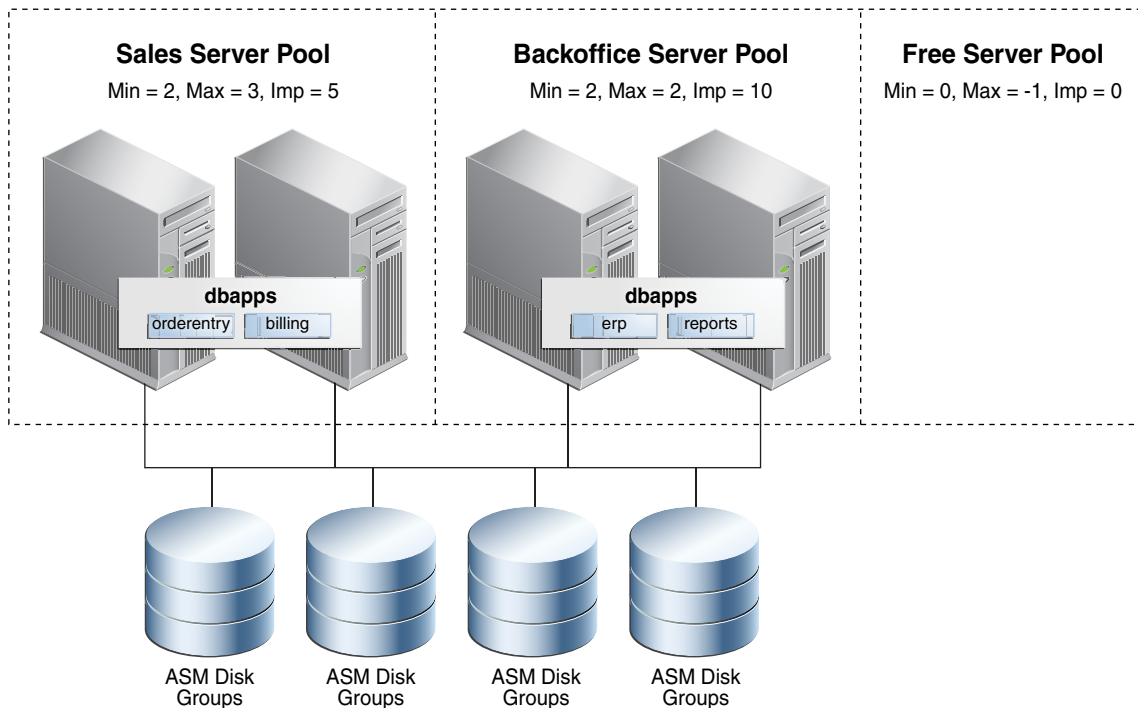 Sales Server Pool
Min = 2, Max = 3, Imp = 5
Backoffice Server Pool
Min = 2, Max = 2, Imp = 10
Free Server Pool
Min = 0, Max = -1, Imp = 0
dbapps
orderentry
billing
dbapps
erp
reports
ASM Disk
Groups
ASM Disk
Groups
ASM Disk
Groups
ASM Disk
Groups